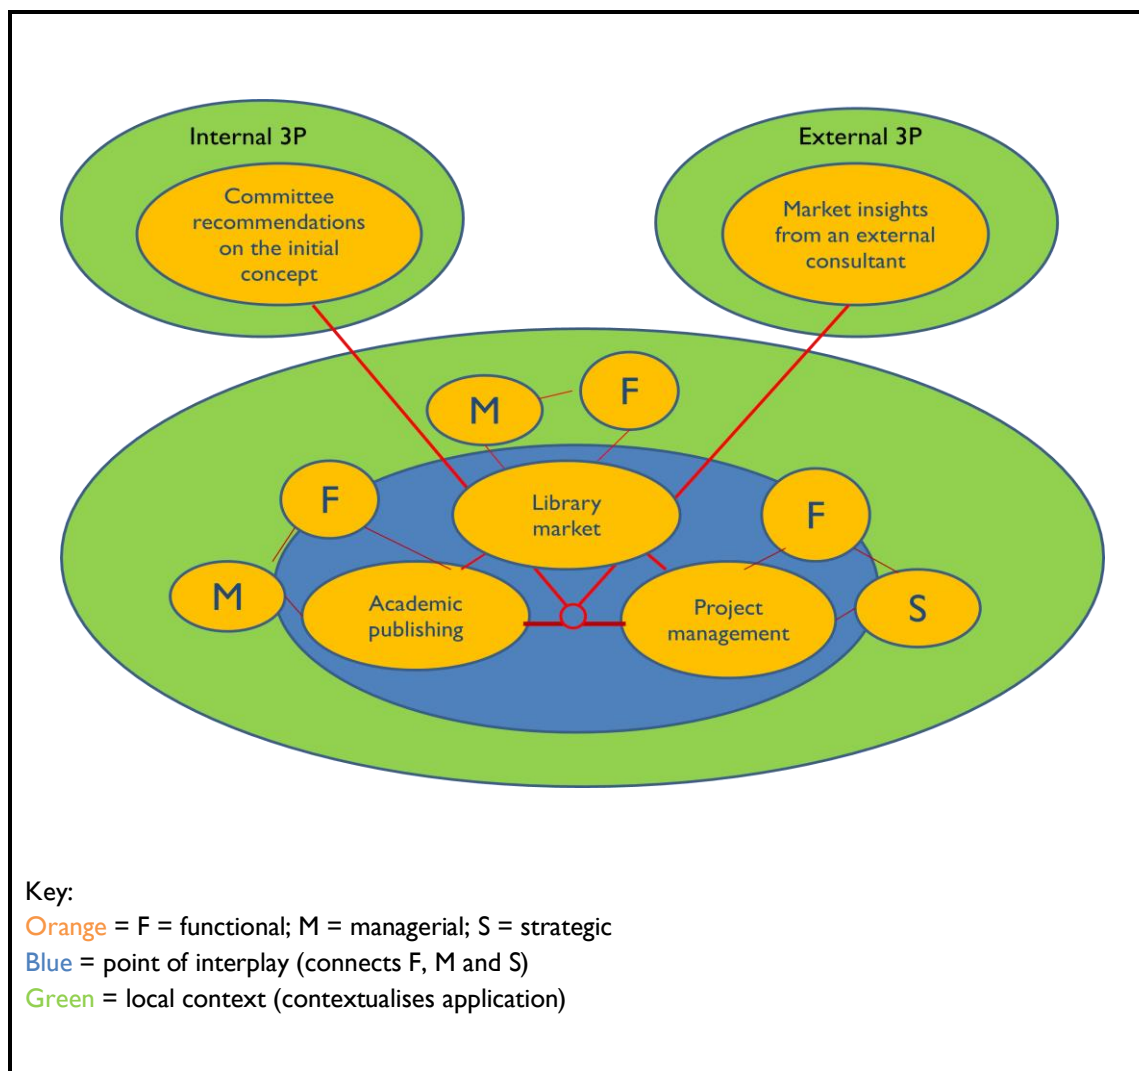 Internal 3P
External 3P
Committee
recommendations
on the initial
concept
Market insights
from an external
consultant
M
F
F
Library
market
F
M
Academic
publishing
Project
management
S
Key:
Orange = F = functional; M = managerial; S = strategic
Blue = point of interplay (connects F, M and S)
Green = local context (contextualises application)